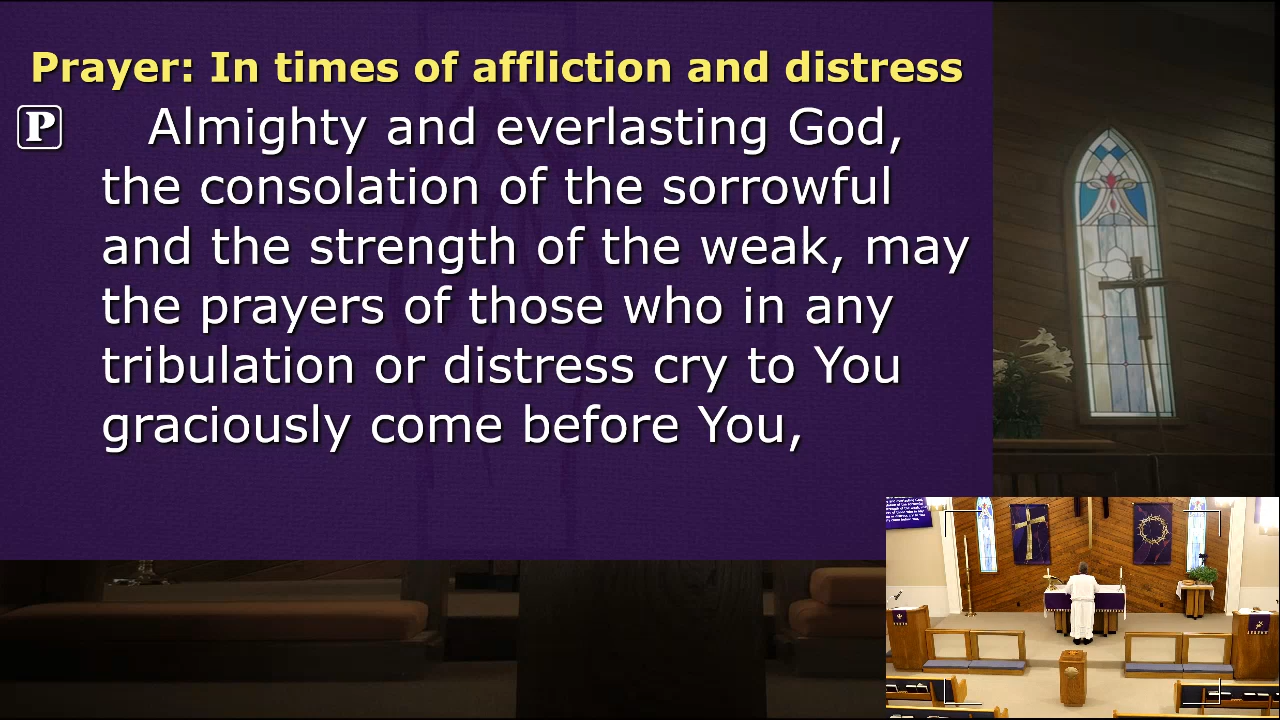 Prayer: In times of affliction and distress
P Almighty and everlasting God,
the consolation of the sorrowful
and the strength of the weak, may
the prayers of those who in any
tribulation or distress cry to You
graciously come before You,